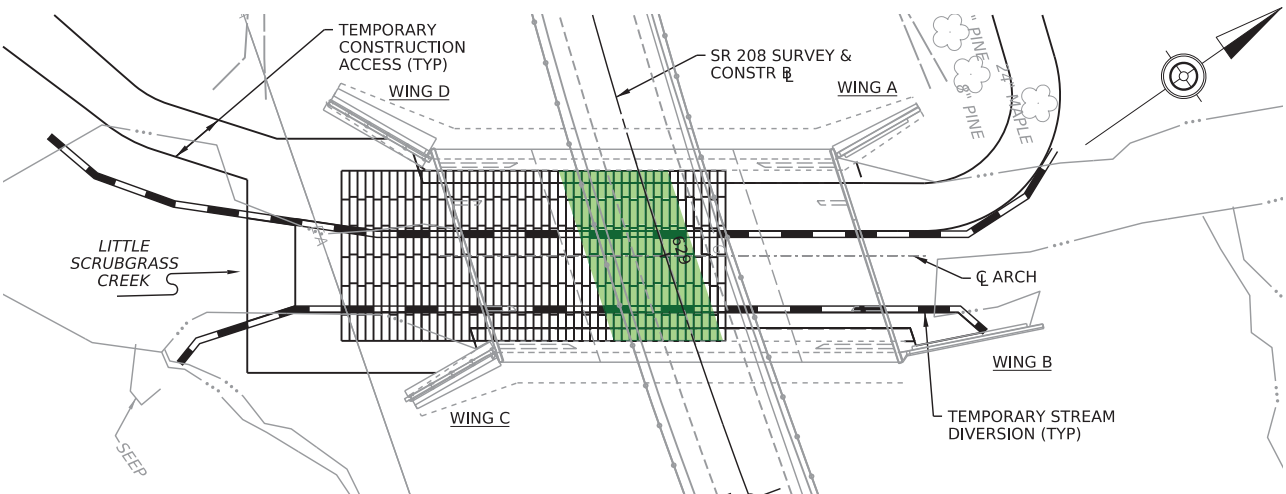 TEMPORARY
CONSTRUCTION
ACCESS (TYP)
WING D
SR 208 SURVEY &
CONSTR ℄
WING A
" PINE
8" PINE
24" MAPLE
LITTLE
SCRUBGRASS
CREEK
629
℄ ARCH
WING B
WING C
TEMPORARY STREAM
DIVERSION (TYP)
SEEP